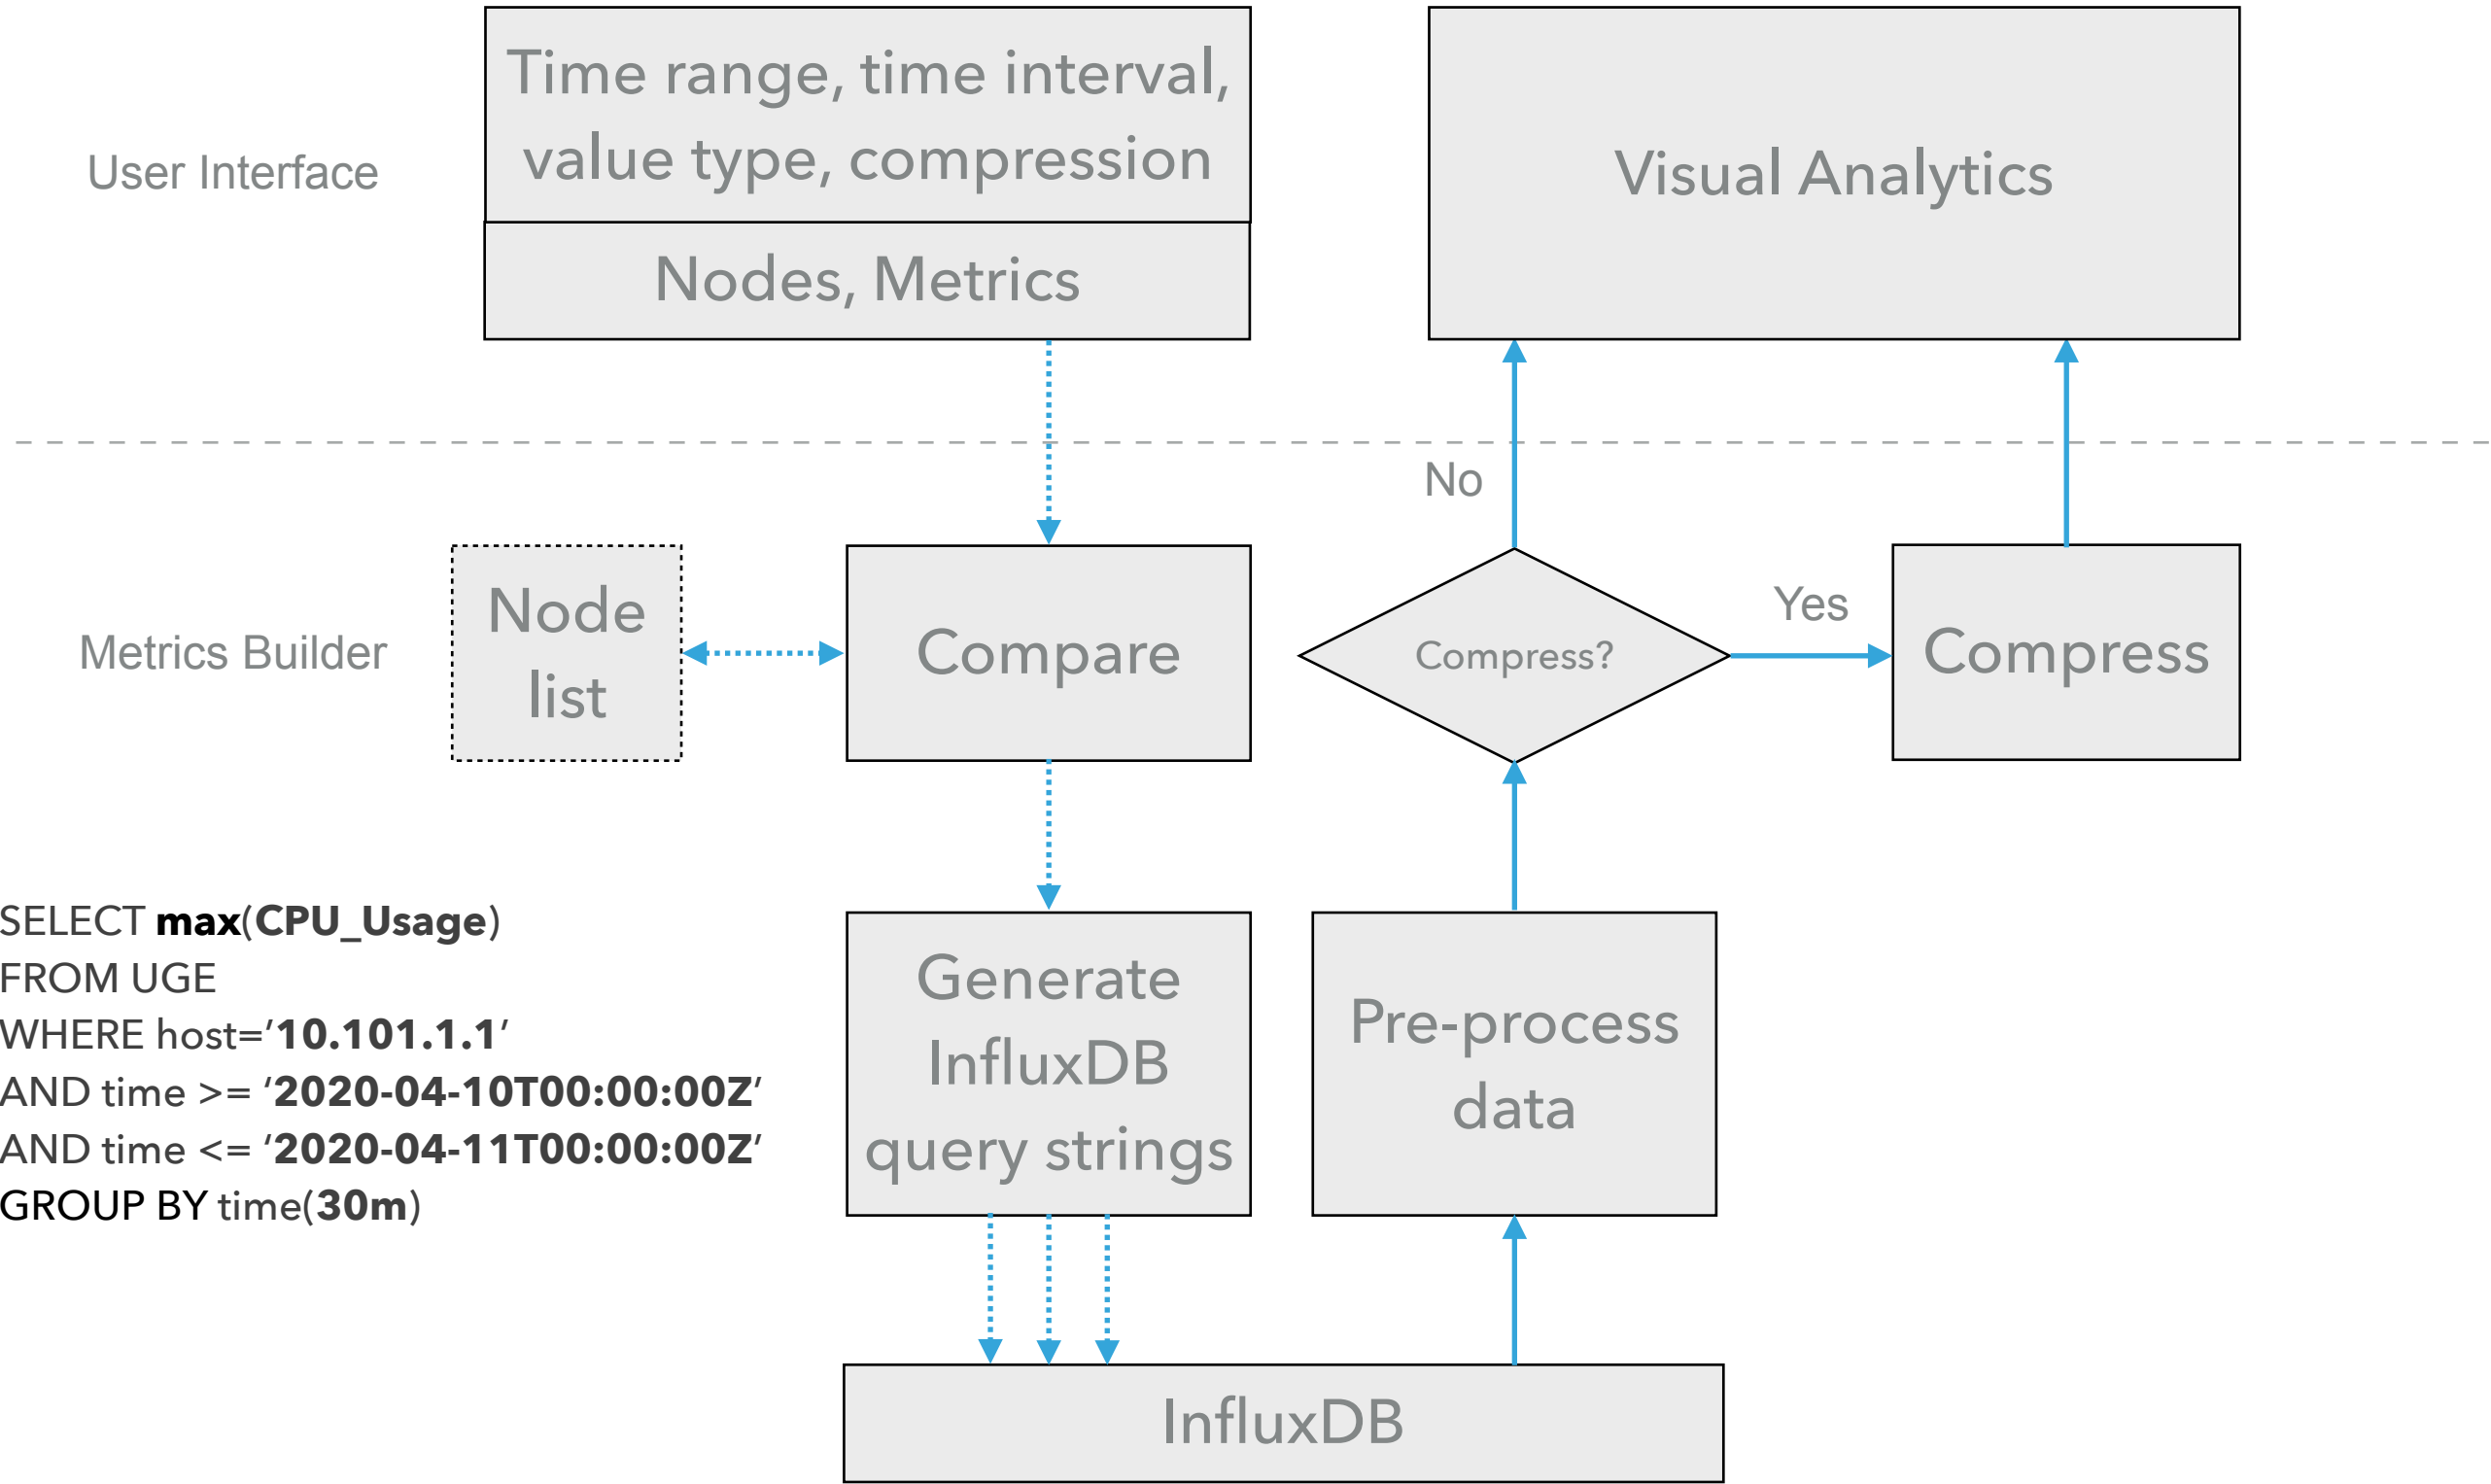 Time range, time interval,
value type, compression
User Interface
Visual Analytics
Nodes, Metrics
No
Node
list
Metrics Builder
Compare
Compress?
Yes
Compress
SELECT max(CPU_Usage)
FROM UGE
WHERE host=‘10.101.1.1‘
AND time >= ‘2020-04-10T00:00:00Z’
AND time <= ‘2020-04-11T00:00:00Z’
GROUP BY time(30m)
Generate
InfluxDB
query strings
Pre-process
data
InfluxDB